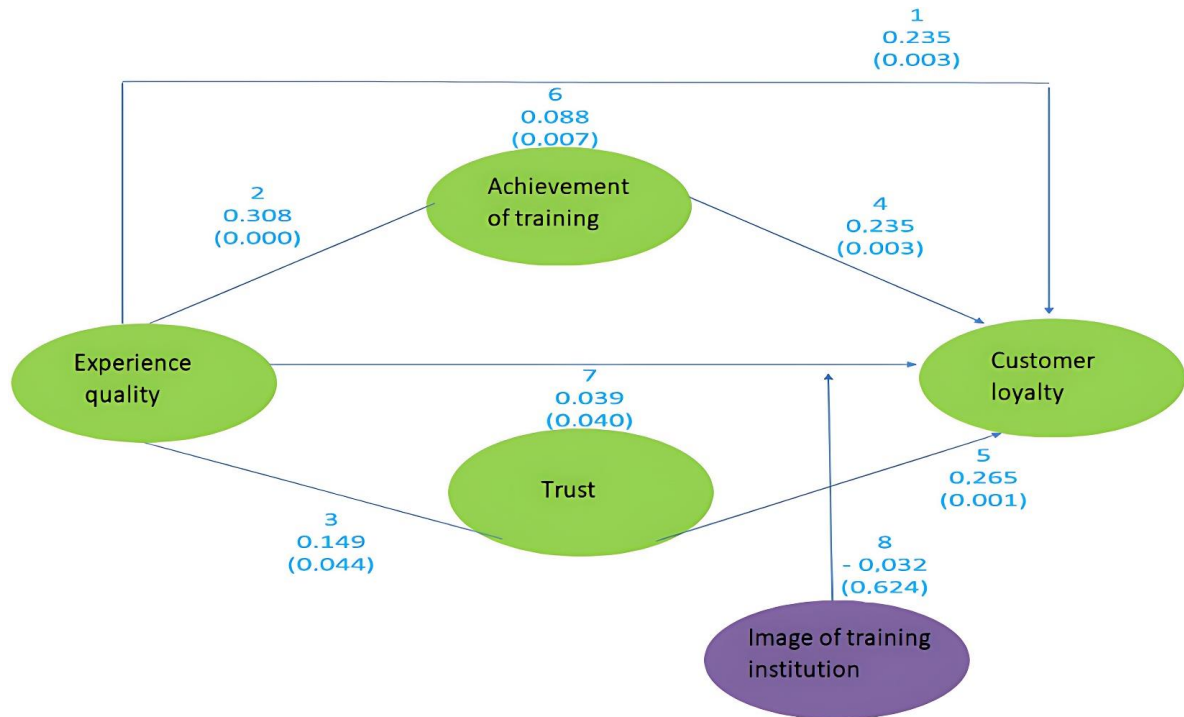 1
0.235
(0.003)
6
0.088
(0.007)
Achievement
of training
2
0.308
(0.000)
4
0.235
(0.003)
Experience
quality
Customer
loyalty
7
0.039
(0.040)
Trust
5
0.265
(0.001)
3
0.149
(0.044)
8
- 0,032
(0.624)
Image of training
institution